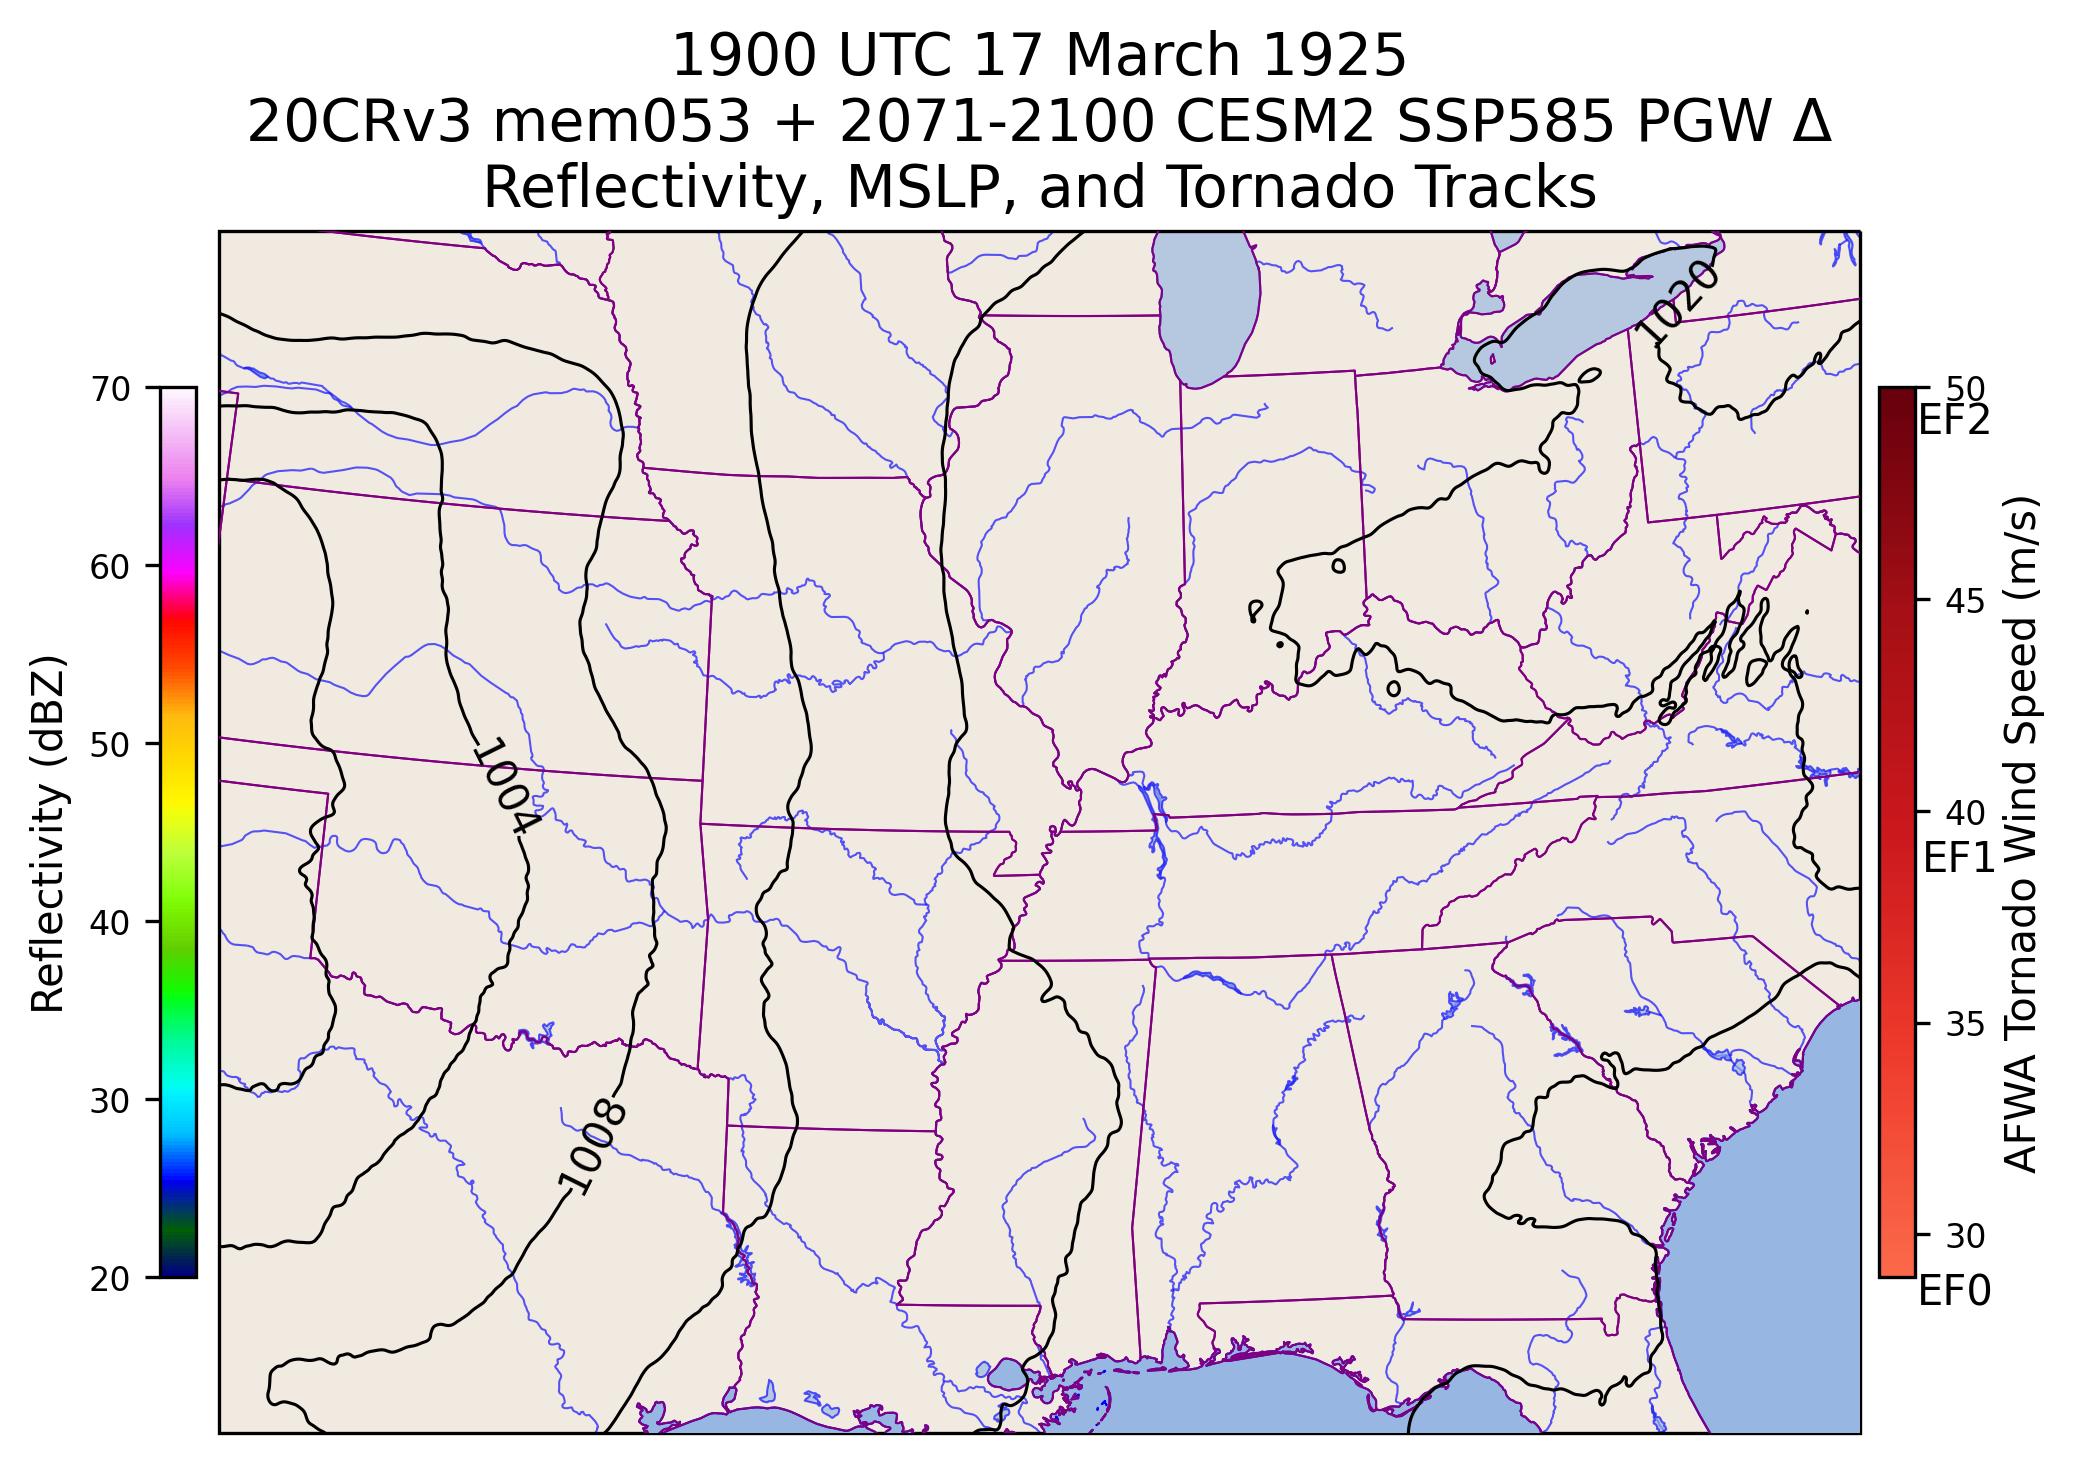 1900 UTC 17 March 1925
20CRv3 mem053 + 2071-2100 CESM2 SSP585 PGW Δ
Reflectivity, MSLP, and Tornado Tracks
Reflectivity (dBZ)
70
60
50
40
30
20
1020
1004
1008
50
EF2
45
40
EF1
35
30
EF0
AFWA Tornado Wind Speed (m/s)